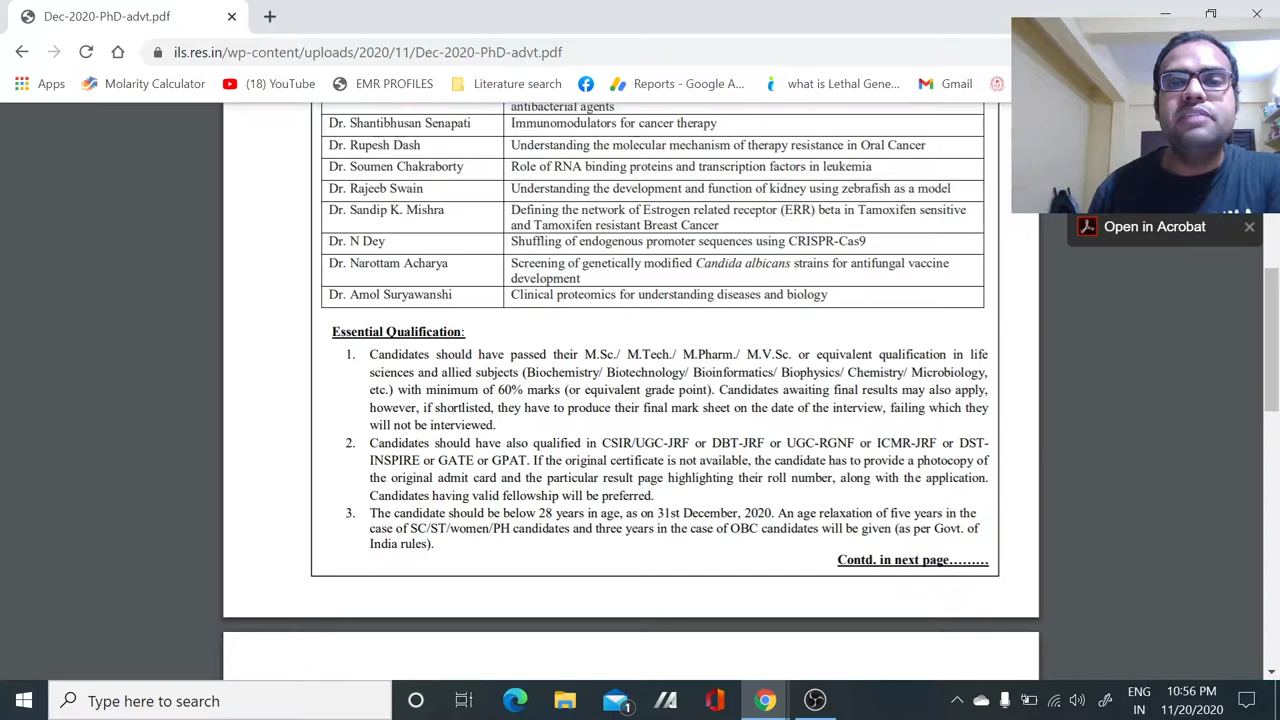 Dec-2020-PhD-advt.pdf
ils.res.in/wp-content/uploads/2020/11/Dec-2020-PhD-advt.pdf
Apps Molarity Calculator (18) YouTube EMR PROFILES Literature search Reports - Google A... what is Lethal Gene... Gmail
antibacterial agents
Dr. Shantibhusan Senapati Immunomodulators for cancer therapy
Dr. Rupesh Dash Understanding the molecular mechanism of therapy resistance in Oral Cancer
Dr. Soumen Chakraborty Role of RNA binding proteins and transcription factors in leukemia
Dr. Rajeeb Swain Understanding the development and function of kidney using zebrafish as a model
Dr. Sandip K. Mishra Defining the network of Estrogen related receptor (ERR) beta in Tamoxifen sensitive
and Tamoxifen resistant Breast Cancer
Open in Acrobat
Dr. N Dey Shuffling of endogenous promoter sequences using CRISPR-Cas9
Dr. Narottam Acharya Screening of genetically modified Candida albicans strains for antifungal vaccine
development
Dr. Amol Suryawanshi Clinical proteomics for understanding diseases and biology
Essential Qualification:
1. Candidates should have passed their M.Sc./ M.Tech./ M.Pharm./ M.V.Sc. or equivalent qualification in life
sciences and allied subjects (Biochemistry/ Biotechnology/ Bioinformatics/ Biophysics/ Chemistry/ Microbiology,
etc.) with minimum of 60% marks (or equivalent grade point). Candidates awaiting final results may also apply,
however, if shortlisted, they have to produce their final mark sheet on the date of the interview, failing which they
will not be interviewed.
2. Candidates should have also qualified in CSIR/UGC-JRF or DBT-JRF or UGC-RGNF or ICMR-JRF or DST-
INSPIRE or GATE or GPAT. If the original certificate is not available, the candidate has to provide a photocopy of
the original admit card and the particular result page highlighting their roll number, along with the application.
Candidates having valid fellowship will be preferred.
3. The candidate should be below 28 years in age, as on 31st December, 2020. An age relaxation of five years in the
case of SC/ST/women/PH candidates and three years in the case of OBC candidates will be given (as per Govt. of
India rules).
Contd. in next page.........
Type here to search
1
ENG
IN
10:56 PM
11/20/2020